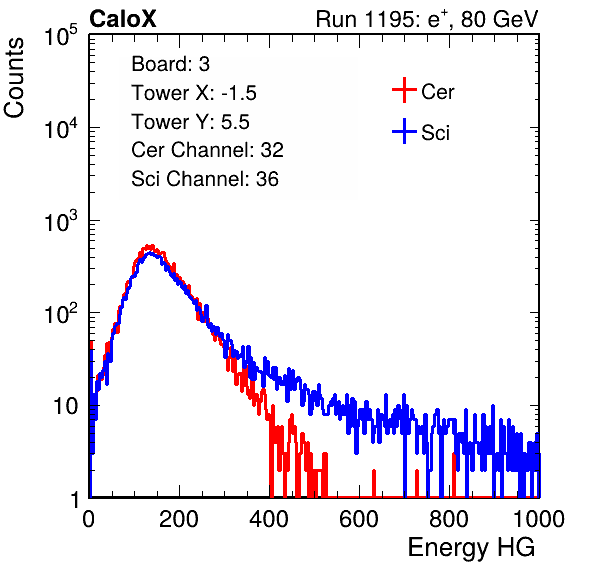 CaloX Run 1195: e⁺, 80 GeV
Counts
Board: 3
Tower X: -1.5
Tower Y: 5.5
Cer Channel: 32
Sci Channel: 36
Cer
Sci
10⁵
10⁴
10³
10²
10
1
0 200 400 600 800 1000
Energy HG